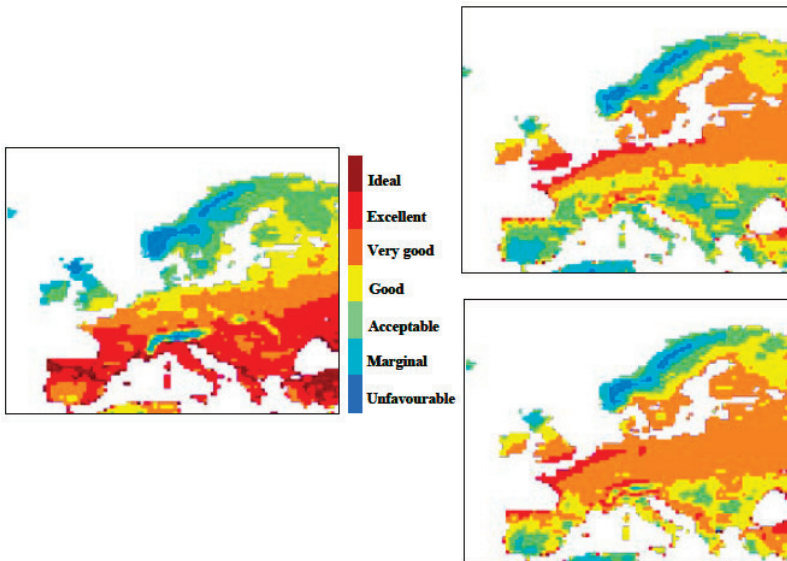 Ideal
Excellent
Very good
Good
Acceptable
Marginal
Unfavourable